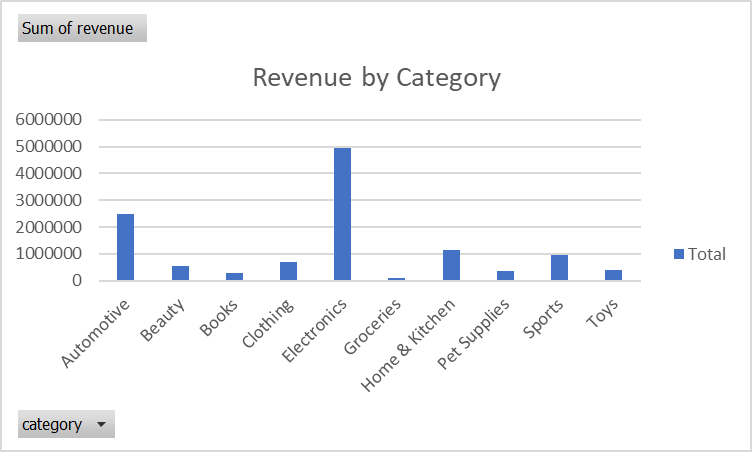 Sum of revenue
Revenue by Category
6000000
5000000
4000000
3000000
2000000
1000000
0
Automotive
Beauty
Books
Clothing
Electronics
Groceries
Home & Kitchen
Pet Supplies
Sports
Toys
Total
category